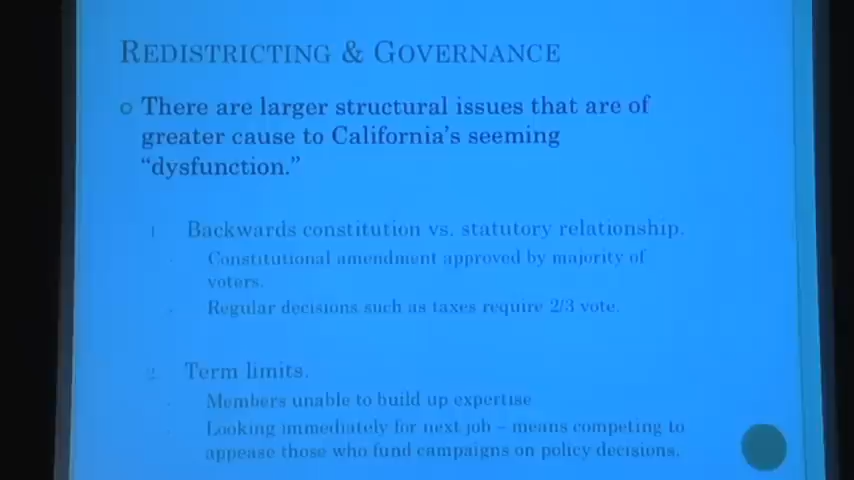 REDISTRICTING & GOVERNANCE
There are larger structural issues that are of
greater cause to California's seeming
"dysfunction."
1. Backwards constitution vs. statutory relationship.
Constitutional amendment approved by majority of
voters.
Regular decisions such as taxes require 2/3 vote.
2. Term limits.
Members unable to build up expertise
Looking immediately for next job – means competing to
appease those who fund campaigns on policy decisions.